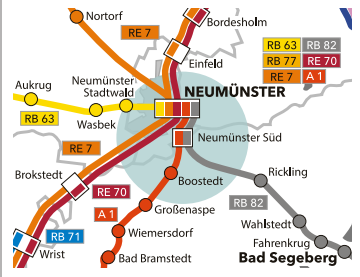 Nortorf
Bordesholm
RE 7
Einfeld
RB 63 RB 82
RB 77 RE 70
RE 7 A 1
Aukrug
Neumünster
Stadtwald
NEUMÜNSTER
RB 63
Wasbek
Neumünster Süd
RE 7
Brokstedt
RE 70
Boostedt
Rickling
A 1
Großenaspe
RB 82
RB 71
Wiemersdorf
Wahlstedt
Wrist
Fahrenkrug
Bad Bramstedt
Bad Segeberg